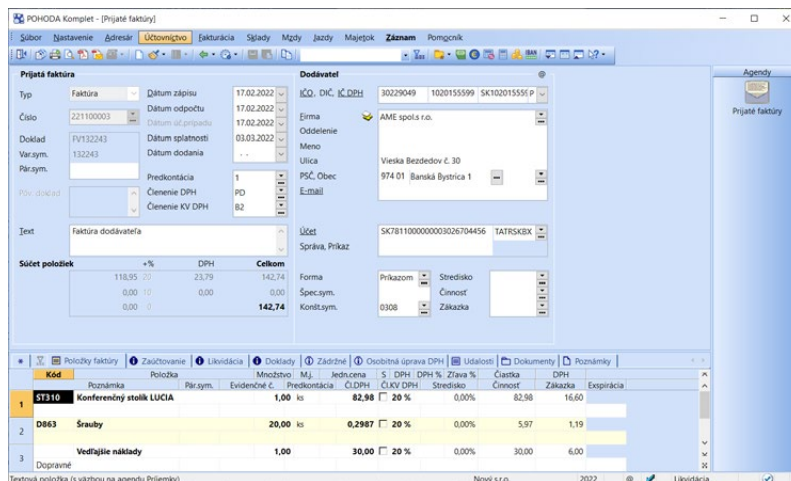 POHODA Komplet - [Prijaté faktúry]
Súbor Nastavenie Adresár Účtovníctvo Fakturácia Sklady Mzdy Jazdy Majetok Záznam Pomocník
Prijatá faktúra
Typ Faktúra
Číslo 221100003
Doklad FV132243
Var.sym. 132243
Pár.sym.
Pôv. doklad
Dátum zápisu 17.02.2022
Dátum odpočtu 17.02.2022
Dátum úč.prípadu 17.02.2022
Dátum splatnosti 03.03.2022
Dátum dodania . .
Predkontácia 1
Členenie DPH PD
Členenie KV DPH B2
Text Faktúra dodávateľa
Súčet položiek +% DPH Celkom
118,95 20 23,79 142,74
0,00 10 0,00 0,00
0,00 0 142,74
Dodávateľ @
IČO, DIČ, IČ DPH 30229049 1020155599 SK102015559 P
Firma AME spol.s r.o.
Oddelenie
Meno
Ulica Vieska Bezdedov č. 30
PSČ, Obec 974 01 Banská Bystrica 1
E-mail
Účet SK7811000000003026704456 TATRSKBX
Správa, Príkaz
Forma Príkazom Stredisko
Špec.sym. Činnosť
Konšt.sym. 0308 Zákazka
Agendy
Prijaté faktúry
Položky faktúry Zaúčtovanie Likvidácia Doklady Zádržné Osobitná úprava DPH Udalosti Dokumenty Poznámky
Kód Položka Množstvo M.j. Jedn.cena S DPH DPH % Zľava % Čiastka DPH
Poznámka Pár.sym. Evidenčné č. Predkontácia Čl.DPH Čl.KV DPH Stredisko Činnosť Zákazka Exspirácia
1 ST310 Konferenčný stolík LUCIA 1,00 ks 82,98 20 % 0,00% 82,98 16,60
2 D863 Šrauby 20,00 ks 0,2987 20 % 0,00% 5,97 1,19
3 Vedľajšie náklady 1,00 30,00 20 % 0,00% 30,00 6,00
Dopravné
Textová položka (s väzbou na agendu Príjemky) Nový s.r.o. 2022 @ Likvidácia